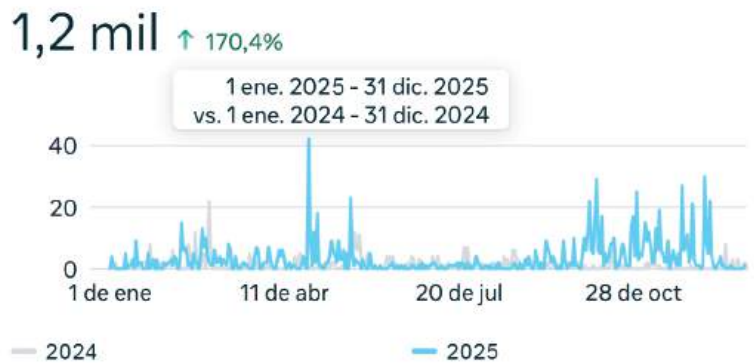 1,2 mil ↑ 170,4%
1 ene. 2025 - 31 dic. 2025
vs. 1 ene. 2024 - 31 dic. 2024
40
20
0
1 de ene 11 de abr 20 de jul 28 de oct
2024 2025